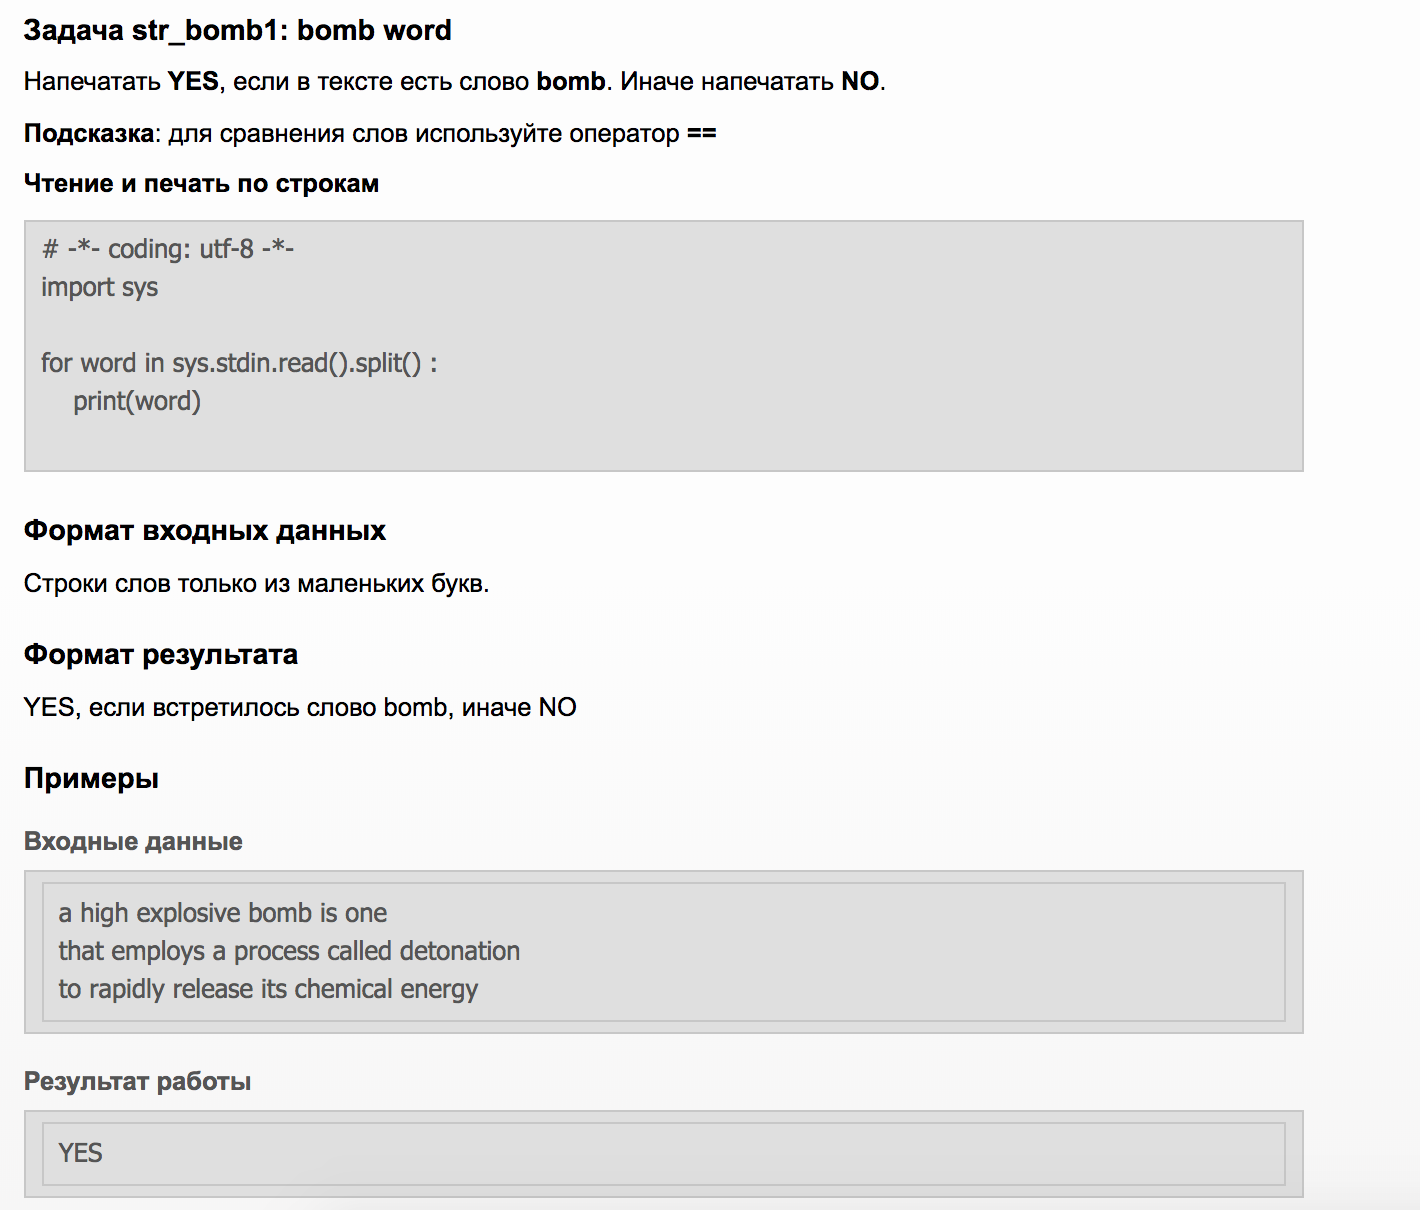 Задача str_bomb1: bomb word
Напечатать YES, если в тексте есть слово bomb. Иначе напечатать NO.
Подсказка: для сравнения слов используйте оператор ==
Чтение и печать по строкам
# -*- coding: utf-8 -*-
import sys
for word in sys.stdin.read().split() :
print(word)
Формат входных данных
Строки слов только из маленьких букв.
Формат результата
YES, если встретилось слово bomb, иначе NO
Примеры
Входные данные
a high explosive bomb is one
that employs a process called detonation
to rapidly release its chemical energy
Результат работы
YES